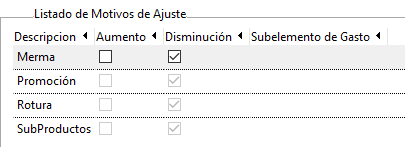 Listado de Motivos de Ajuste
Descripcion Aumento Disminución Subelemento de Gasto
Merma
Promoción
Rotura
SubProductos